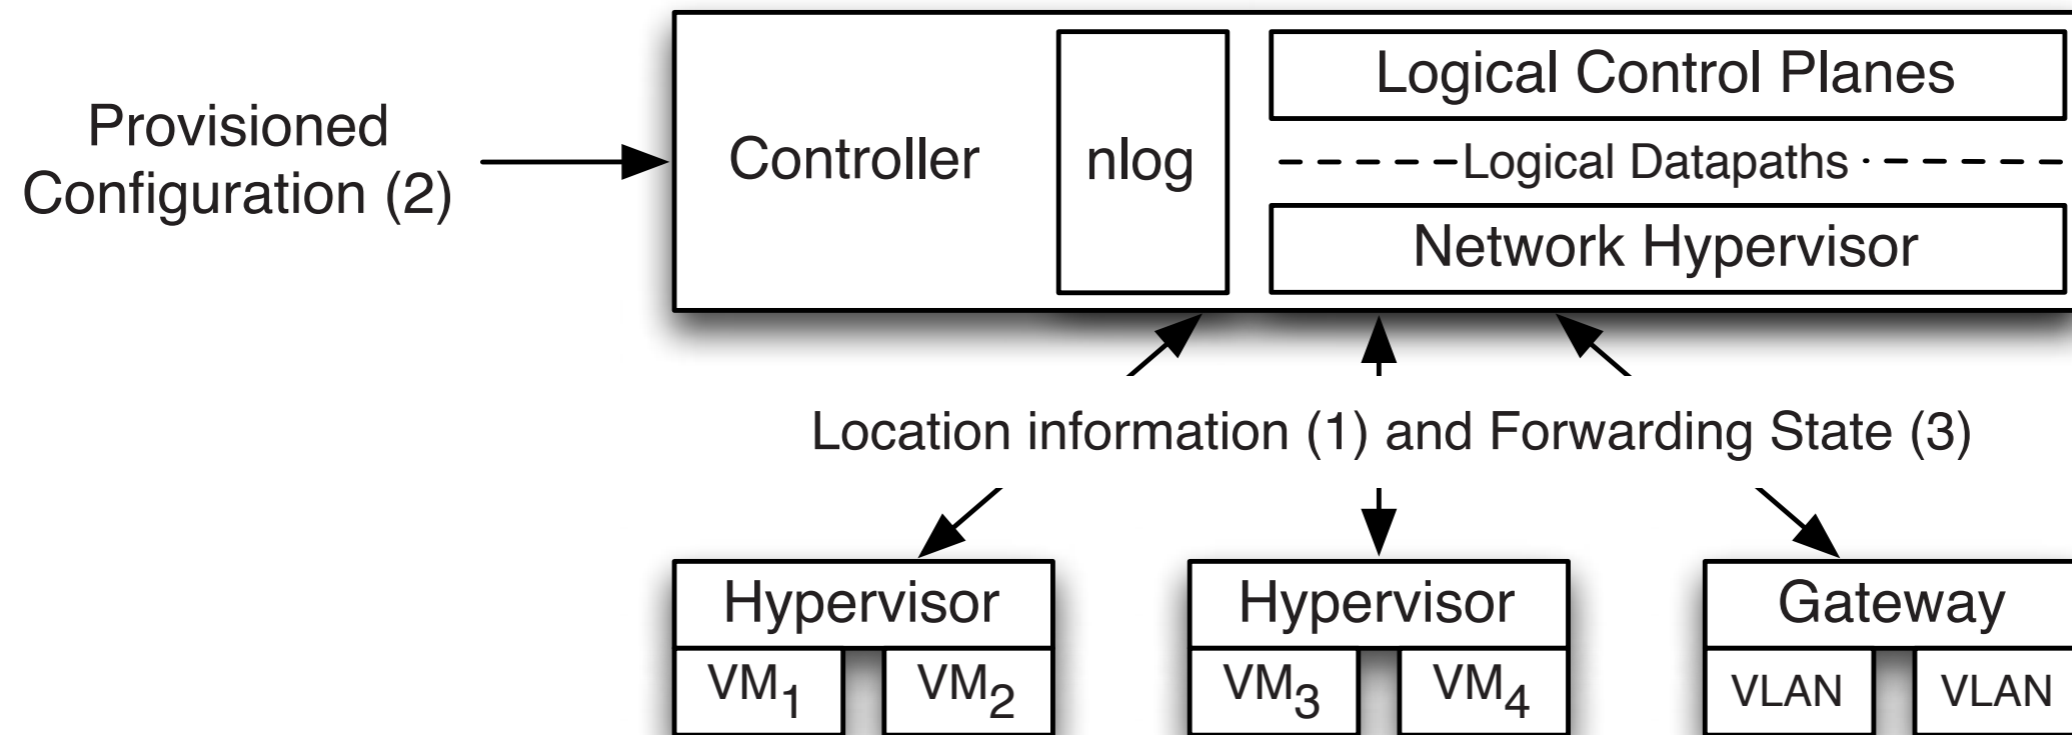 Provisioned
Configuration (2)
Controller
nlog
Logical Control Planes
Logical Datapaths
Network Hypervisor
Location information (1) and Forwarding State (3)
Hypervisor
VM1
VM2
Hypervisor
VM3
VM4
Gateway
VLAN
VLAN